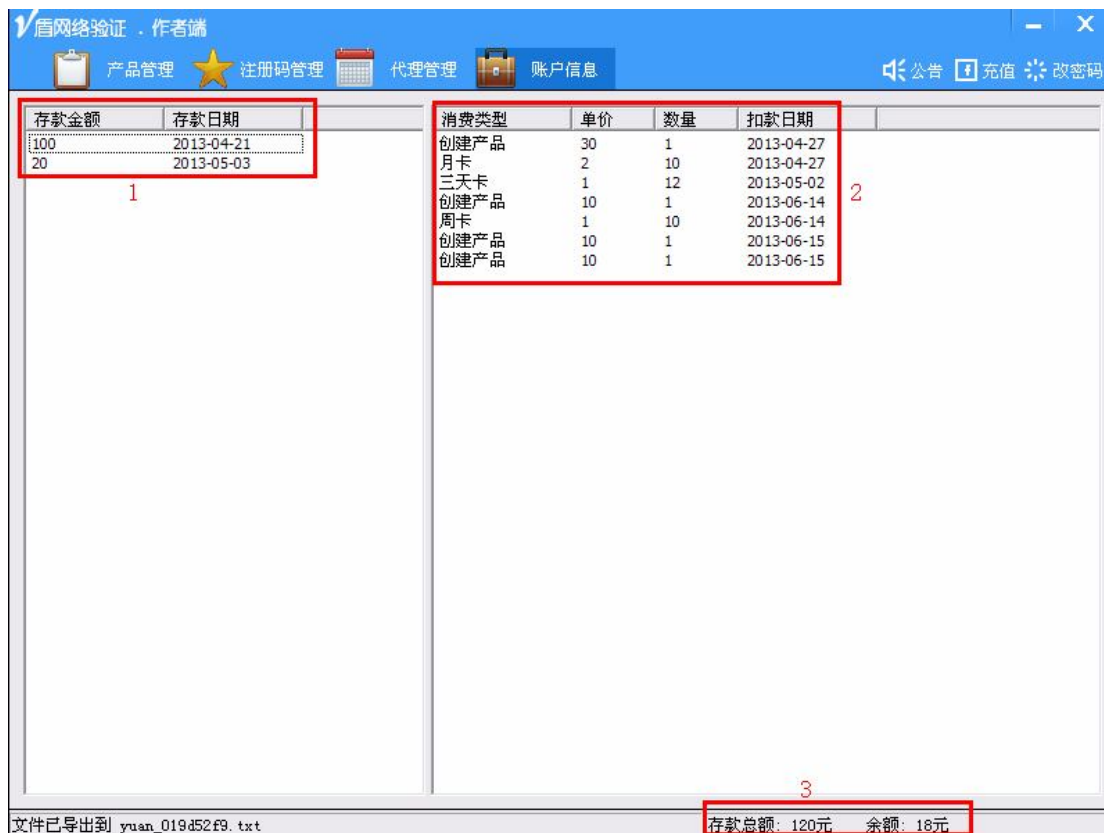 V盾网络验证 . 作者端
产品管理 注册码管理 代理管理 账户信息 公告 充值 改密码
存款金额 存款日期
100 2013-04-21
20 2013-05-03
1
消费类型 单价 数量 扣款日期
创建产品 30 1 2013-04-27
月卡 2 10 2013-04-27
三天卡 1 12 2013-05-02
创建产品 10 1 2013-06-14
周卡 1 10 2013-06-14
创建产品 10 1 2013-06-15
创建产品 10 1 2013-06-15
2
3
文件已导出到 yuan_019d52f9.txt 存款总额: 120元 余额: 18元